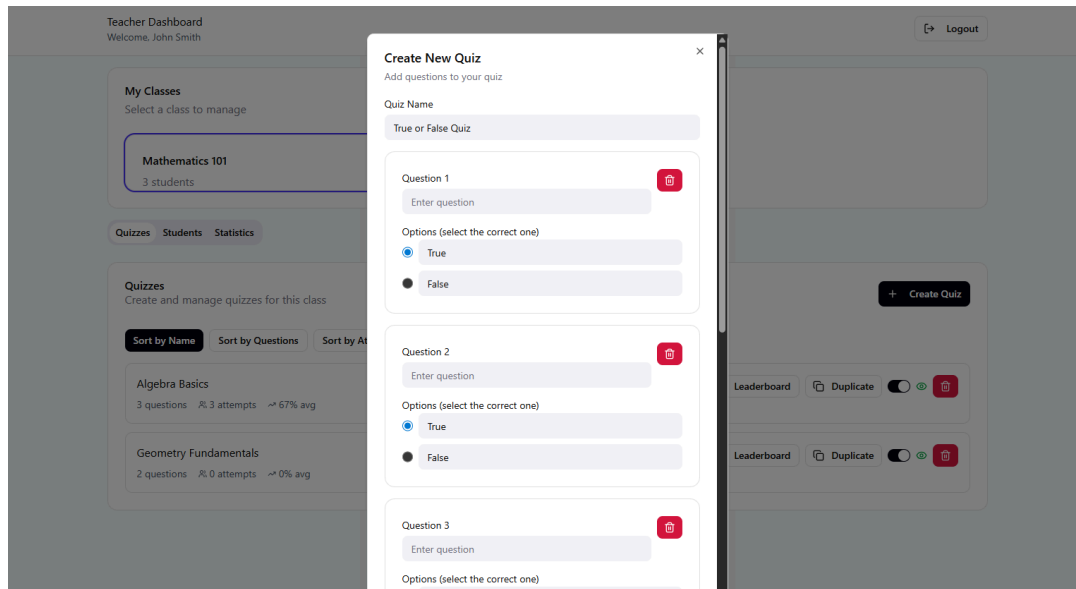 Teacher Dashboard
Welcome, John Smith
Logout
My Classes
Select a class to manage
Mathematics 101
3 students
Quizzes Students Statistics
Quizzes
Create and manage quizzes for this class
+ Create Quiz
Sort by Name Sort by Questions Sort by At
Algebra Basics
3 questions 3 attempts 67% avg
Leaderboard Duplicate
Geometry Fundamentals
2 questions 0 attempts 0% avg
Leaderboard Duplicate
Create New Quiz
Add questions to your quiz
Quiz Name
True or False Quiz
Question 1
Enter question
Options (select the correct one)
True
False
Question 2
Enter question
Options (select the correct one)
True
False
Question 3
Enter question
Options (select the correct one)